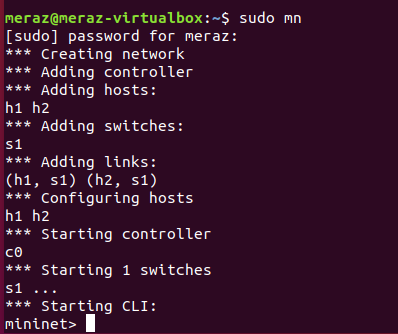 meraz@meraz-virtualbox:~$ sudo mn
[sudo] password for meraz:
*** Creating network
*** Adding controller
*** Adding hosts:
h1 h2
*** Adding switches:
s1
*** Adding links:
(h1, s1) (h2, s1)
*** Configuring hosts
h1 h2
*** Starting controller
c0
*** Starting 1 switches
s1 ...
*** Starting CLI:
mininet>